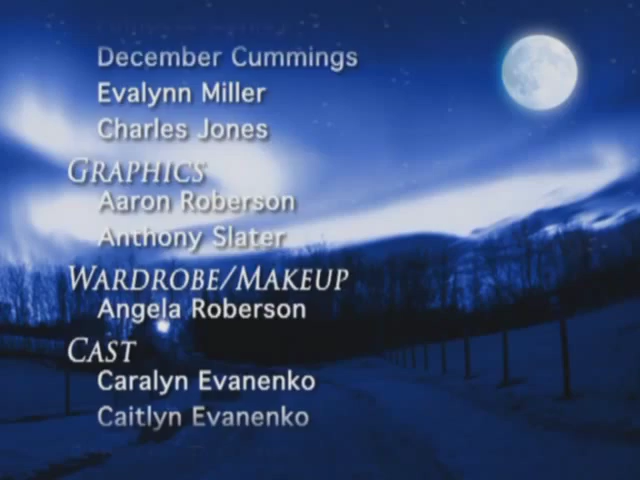 December Cummings
Evalynn Miller
Charles Jones
GRAPHICS
Aaron Roberson
Anthony Slater
WARDROBE/MAKEUP
Angela Roberson
CAST
Caralyn Evanenko
Caitlyn Evanenko